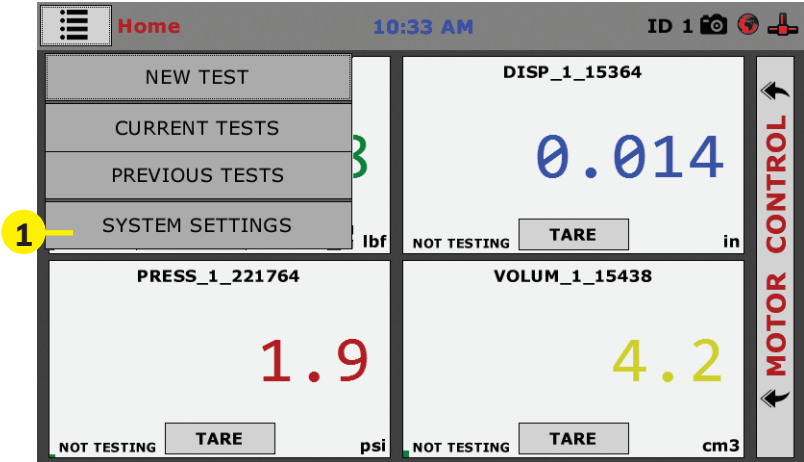 Home 10:33 AM ID 1
NEW TEST
CURRENT TESTS
PREVIOUS TESTS
SYSTEM SETTINGS
1
lbf
DISP_1_15364
0.014
NOT TESTING TARE in
PRESS_1_221764
1.9
NOT TESTING TARE psi
VOLUM_1_15438
4.2
NOT TESTING TARE cm3
MOTOR CONTROL